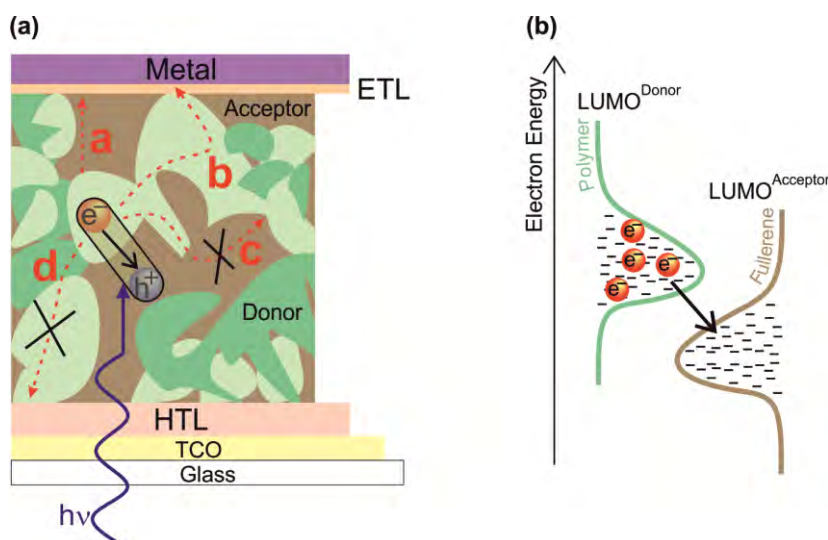 (a)
Metal
ETL
Acceptor
a
b
e–
d
c
h+
Donor
HTL
TCO
Glass
hν
(b)
Electron Energy
LUMO^Donor
Polymer
LUMO^Acceptor
Fullerene
e–
e–
e–
e–